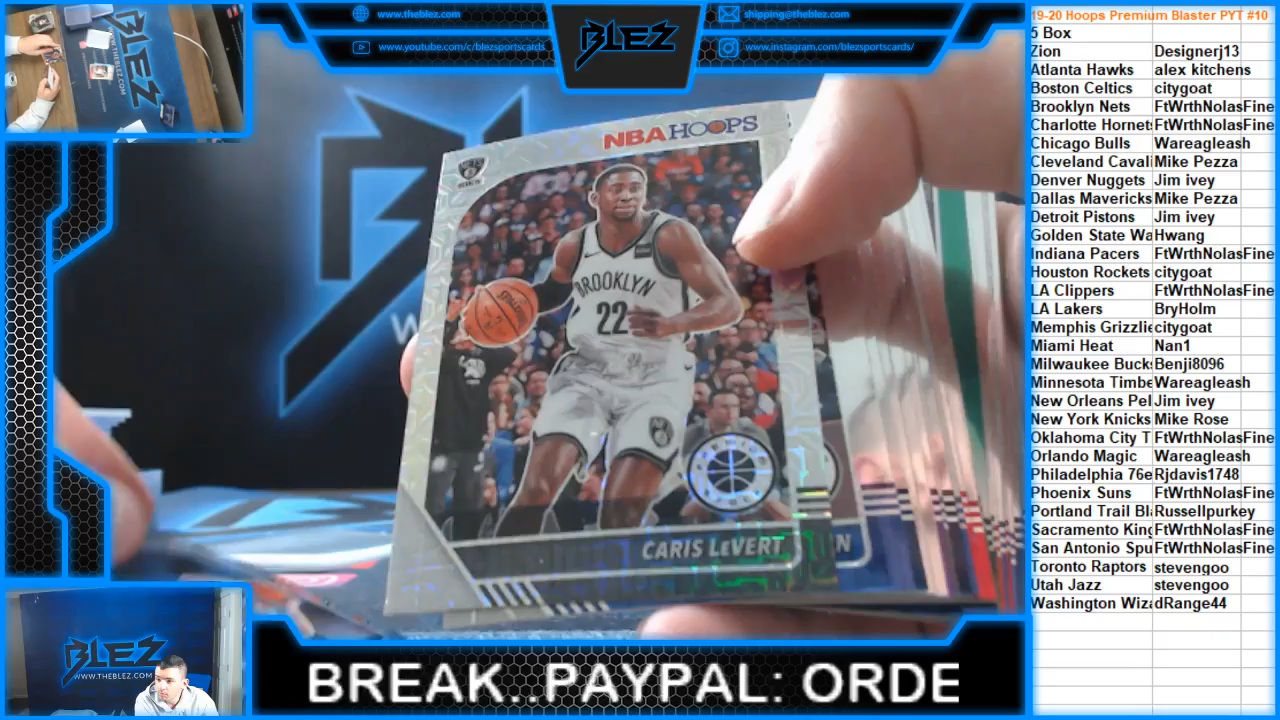 www.theblez.com
shipping@theblez.com
www.youtube.com/c/blezsportscards
www.instagram.com/blezsportscards/
BLEZ
NBA HOOPS
BROOKLYN
22
SPALDING
CARIS LeVERT
N
BLEZ
BLEZ
WWW.THEBLEZ.COM
BREAK..PAYPAL: ORDE
19-20 Hoops Premium Blaster PYT #10
5 Box
Zion Designerj13
Atlanta Hawks alex kitchens
Boston Celtics citygoat
Brooklyn Nets FtWrthNolasFine
Charlotte Hornets FtWrthNolasFine
Chicago Bulls Wareagleash
Cleveland Cavali Mike Pezza
Denver Nuggets Jim ivey
Dallas Mavericks Mike Pezza
Detroit Pistons Jim ivey
Golden State Wa Hwang
Indiana Pacers FtWrthNolasFine
Houston Rockets citygoat
LA Clippers FtWrthNolasFine
LA Lakers BryHolm
Memphis Grizzlie citygoat
Miami Heat Nan1
Milwaukee Bucks Benji8096
Minnesota Timbe Wareagleash
New Orleans Pel Jim ivey
New York Knicks Mike Rose
Oklahoma City T FtWrthNolasFine
Orlando Magic Wareagleash
Philadelphia 76e Rjdavis1748
Phoenix Suns FtWrthNolasFine
Portland Trail Bl Russellpurkey
Sacramento King FtWrthNolasFine
San Antonio Spu FtWrthNolasFine
Toronto Raptors stevengoo
Utah Jazz stevengoo
Washington Wiza dRange44